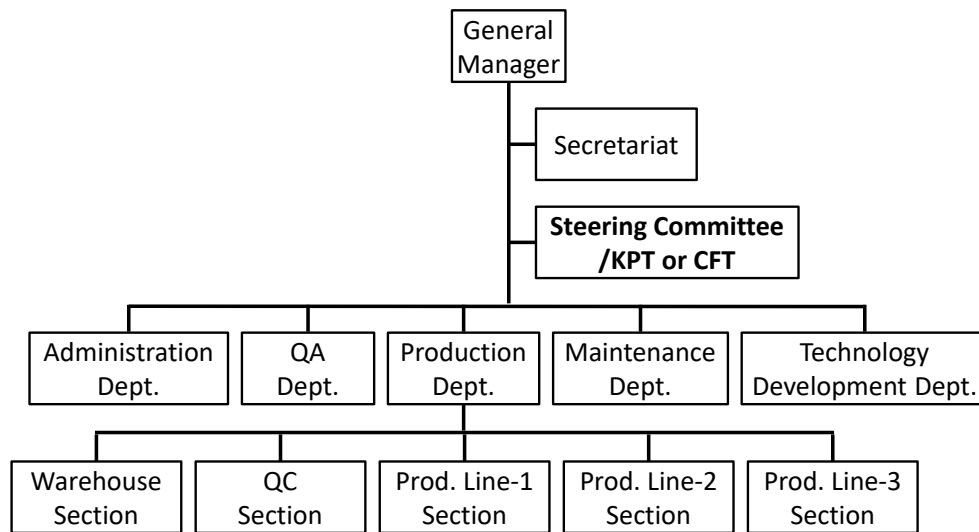 General
Manager
Secretariat
Steering Committee
/KPT or CFT
Administration
Dept.
QA
Dept.
Production
Dept.
Maintenance
Dept.
Technology
Development Dept.
Warehouse
Section
QC
Section
Prod. Line-1
Section
Prod. Line-2
Section
Prod. Line-3
Section